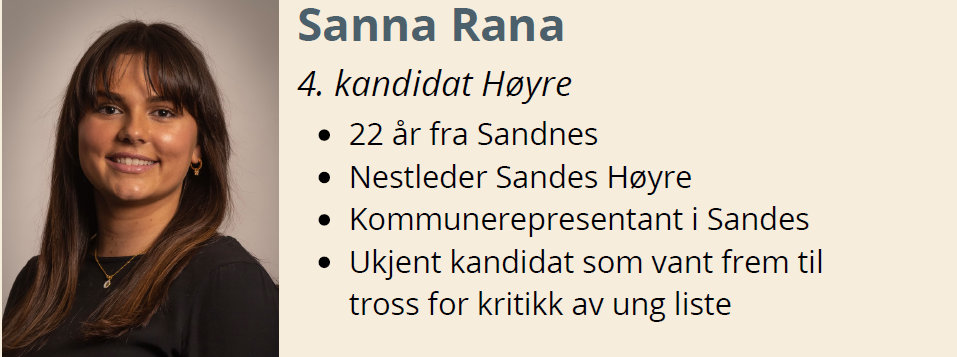 Sanna Rana
4. kandidat Høyre
• 22 år fra Sandnes
• Nestleder Sandes Høyre
• Kommunerepresentant i Sandes
• Ukjent kandidat som vant frem til
tross for kritikk av ung liste